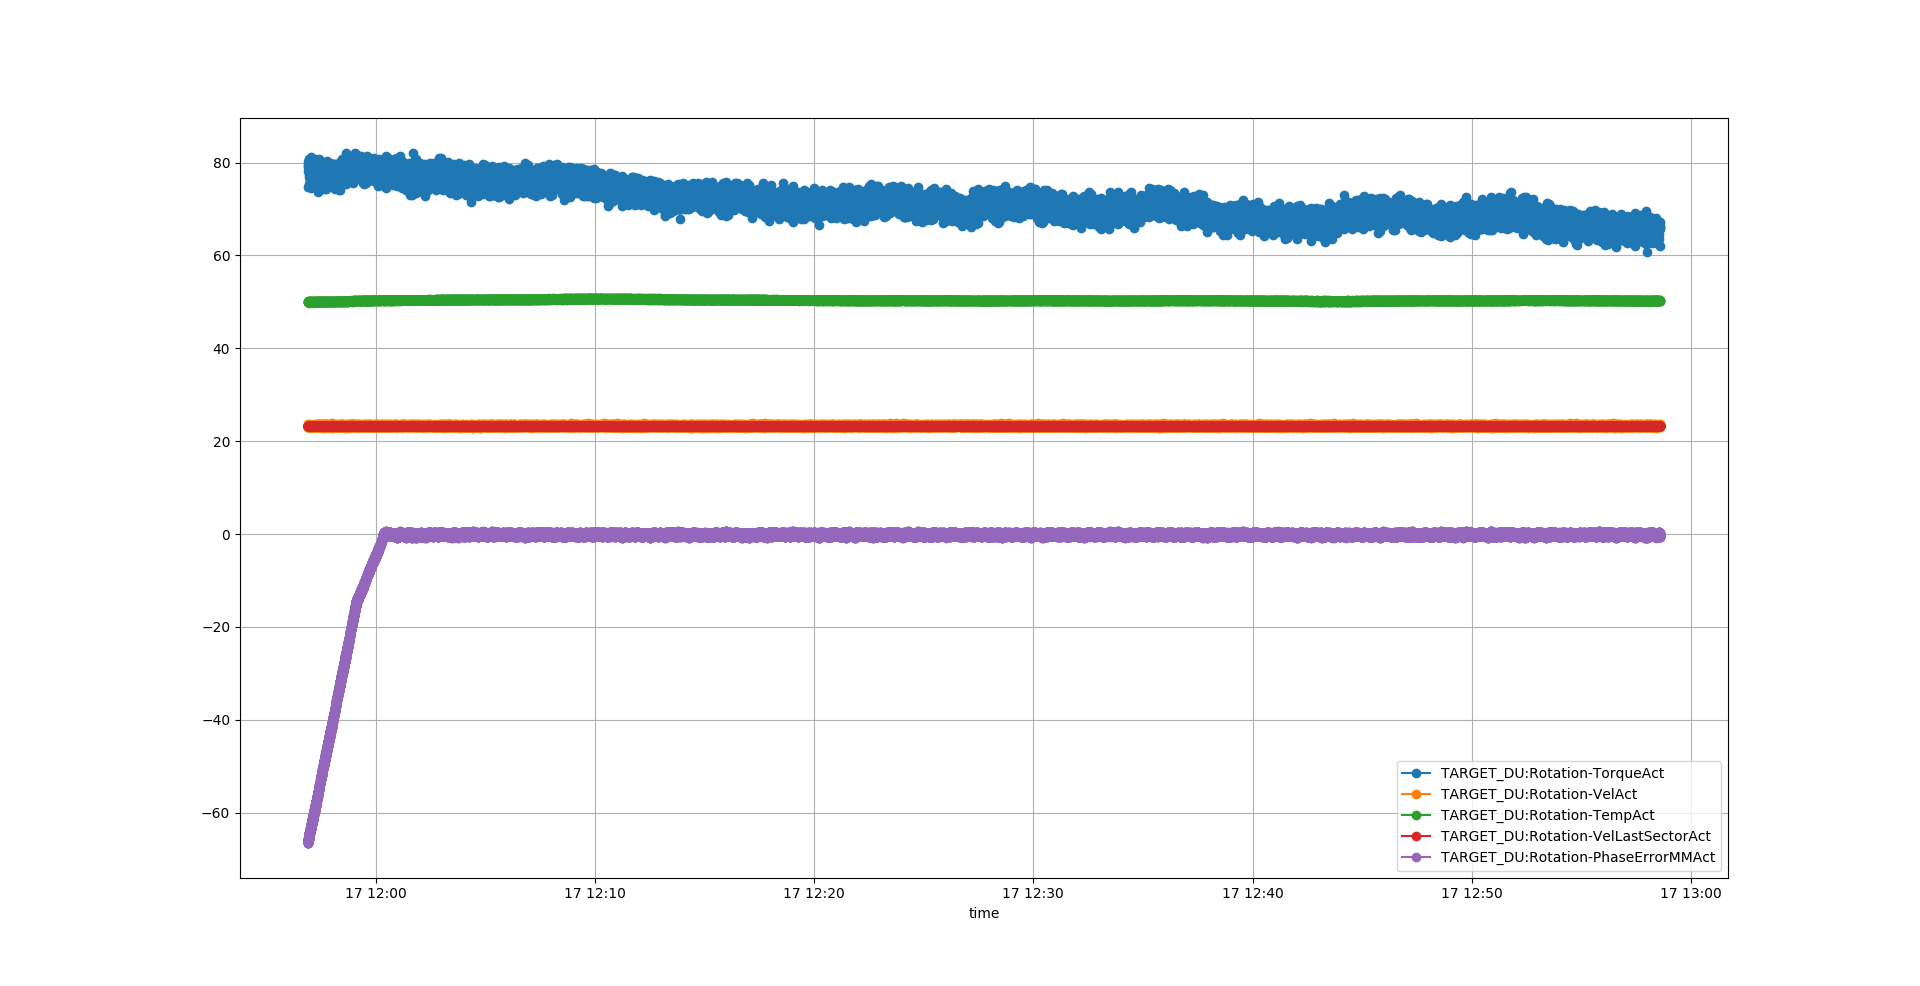 80
60
40
20
0
−20
−40
−60
17 12:00 17 12:10 17 12:20 17 12:30 17 12:40 17 12:50 17 13:00
time
TARGET_DU:Rotation-TorqueAct
TARGET_DU:Rotation-VelAct
TARGET_DU:Rotation-TempAct
TARGET_DU:Rotation-VelLastSectorAct
TARGET_DU:Rotation-PhaseErrorMMAct